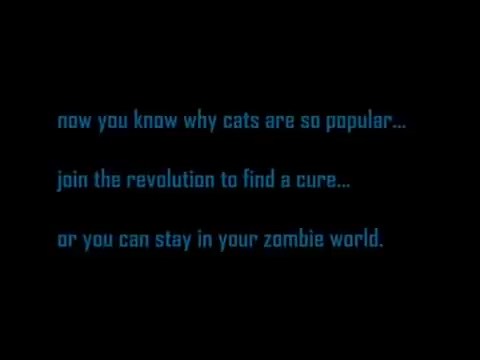 now you know why cats are so popular...
join the revolution to find a cure...
or you can stay in your zombie world.